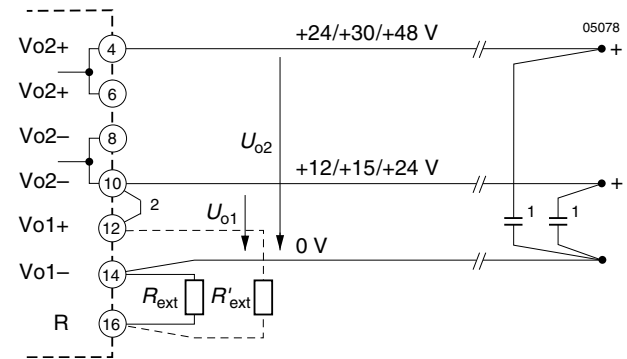 05078
+24/+30/+48 V
Vo2+
4
+
Vo2+
6
Vo2–
8
Uo2
+12/+15/+24 V
Vo2–
10
+
2
Uo1
1
1
Vo1+
12
0 V
Vo1–
14
Rext
R'ext
R
16